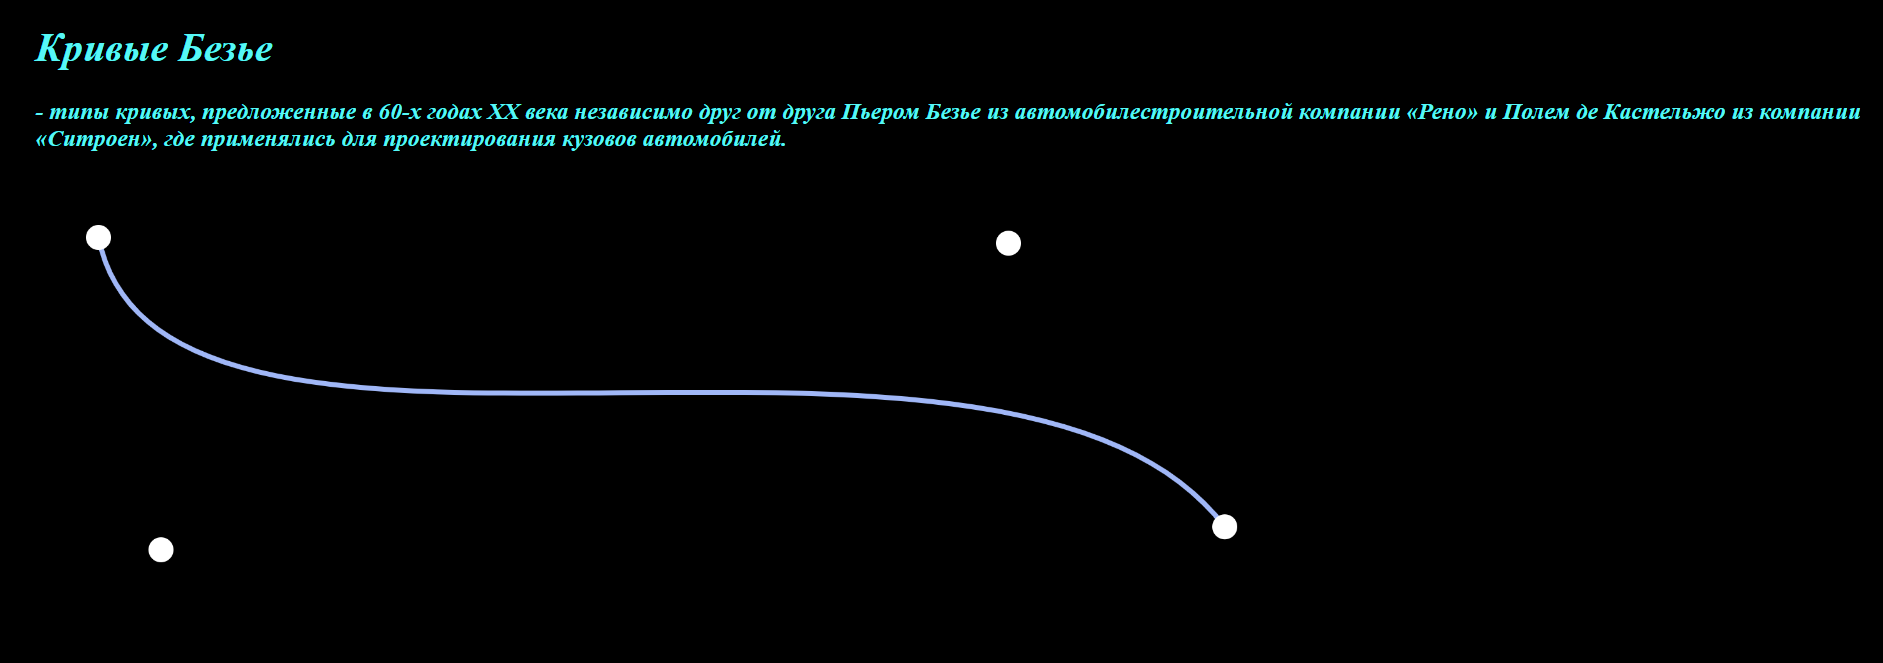 Кривые Безье
- типы кривых, предложенные в 60-х годах XX века независимо друг от друга Пьером Безье из автомобилестроительной компании «Рено» и Полем де Кастельжо из компании
«Ситроен», где применялись для проектирования кузовов автомобилей.